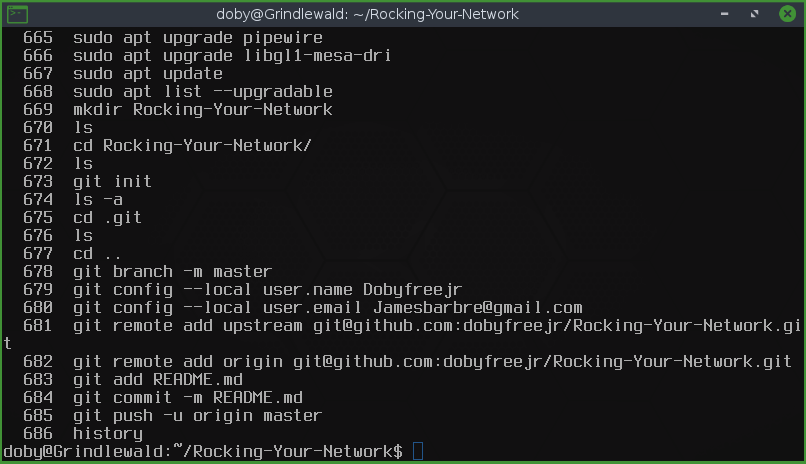 doby@Grindlewald: ~/Rocking-Your-Network
665 sudo apt upgrade pipewire
666 sudo apt upgrade libgl1-mesa-dri
667 sudo apt update
668 sudo apt list --upgradable
669 mkdir Rocking-Your-Network
670 ls
671 cd Rocking-Your-Network/
672 ls
673 git init
674 ls -a
675 cd .git
676 ls
677 cd ..
678 git branch -m master
679 git config --local user.name Dobyfreejr
680 git config --local user.email Jamesbarbre@gmail.com
681 git remote add upstream git@github.com:dobyfreejr/Rocking-Your-Network.gi
t
682 git remote add origin git@github.com:dobyfreejr/Rocking-Your-Network.git
683 git add README.md
684 git commit -m README.md
685 git push -u origin master
686 history
doby@Grindlewald:~/Rocking-Your-Network$